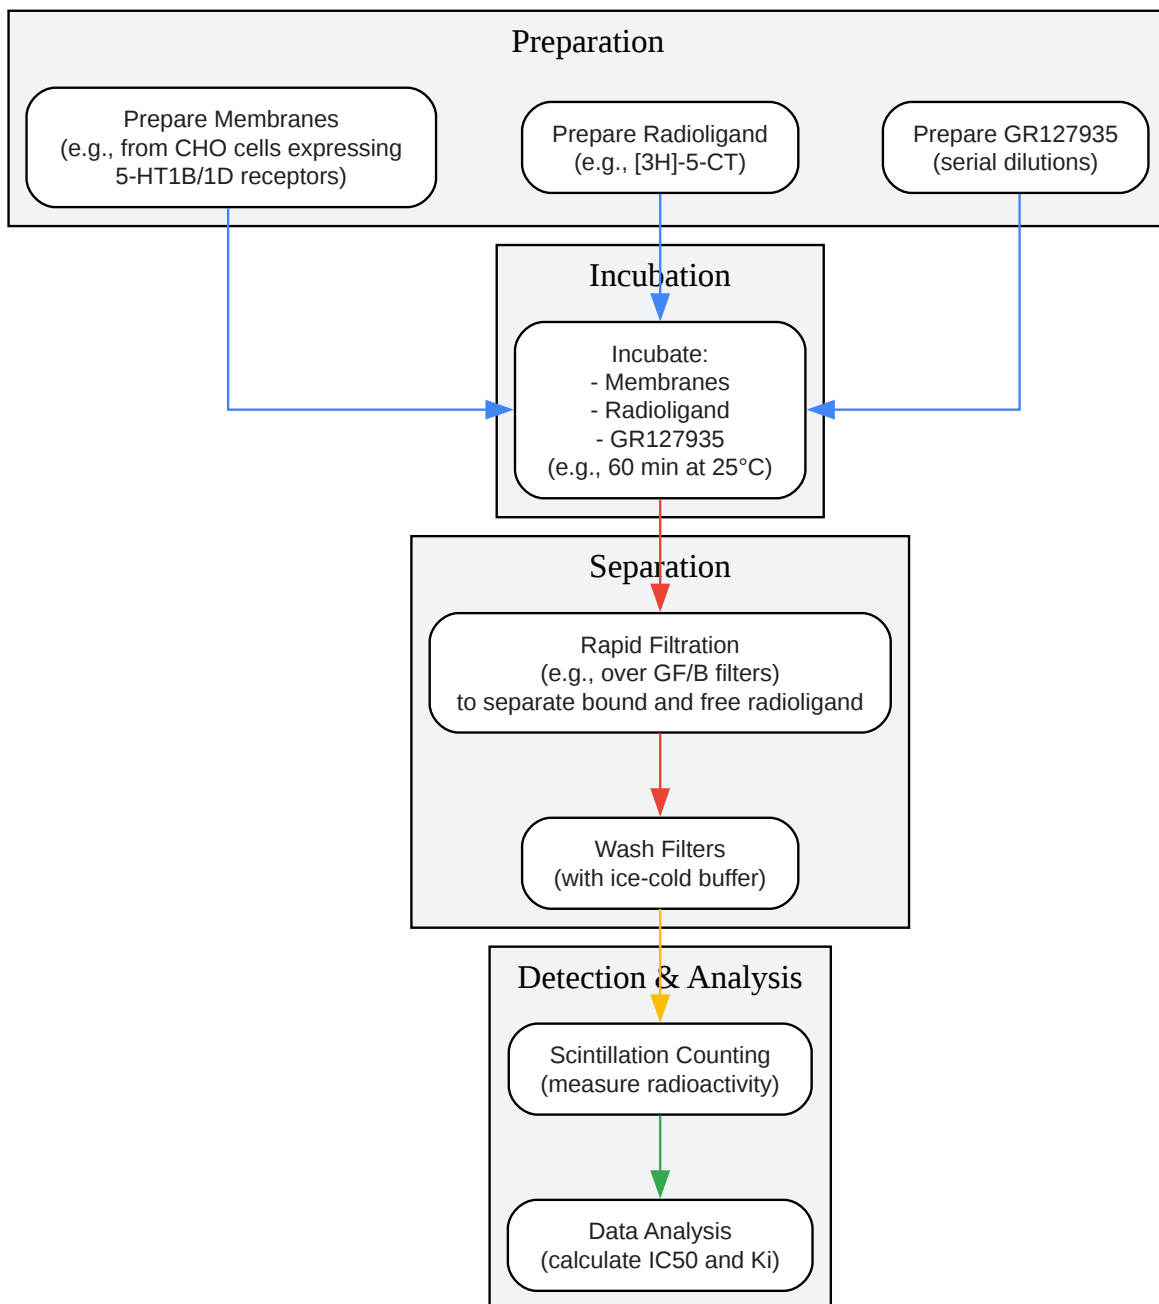 Preparation
Prepare Membranes
(e.g., from CHO cells expressing
5-HT1B/1D receptors)
Prepare Radioligand
(e.g., [3H]-5-CT)
Prepare GR127935
(serial dilutions)
Incubation
Incubate:
- Membranes
- Radioligand
- GR127935
(e.g., 60 min at 25°C)
Separation
Rapid Filtration
(e.g., over GF/B filters)
to separate bound and free radioligand
Wash Filters
(with ice-cold buffer)
Detection & Analysis
Scintillation Counting
(measure radioactivity)
Data Analysis
(calculate IC50 and Ki)